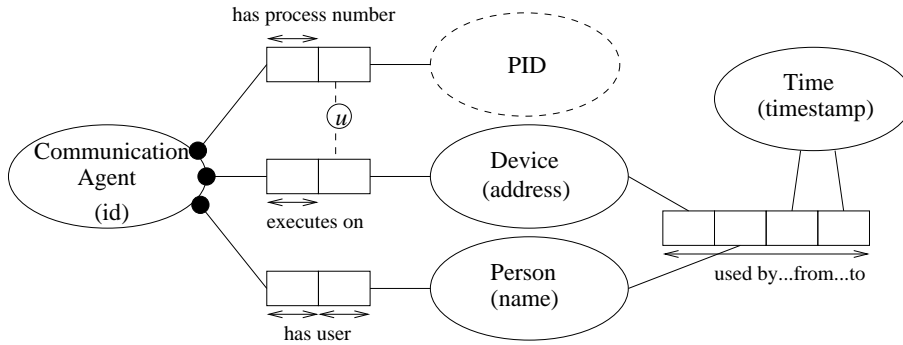 has process number
PID
Time
(timestamp)
u
Communication
Agent
(id)
Device
(address)
executes on
used by...from...to
Person
(name)
has user